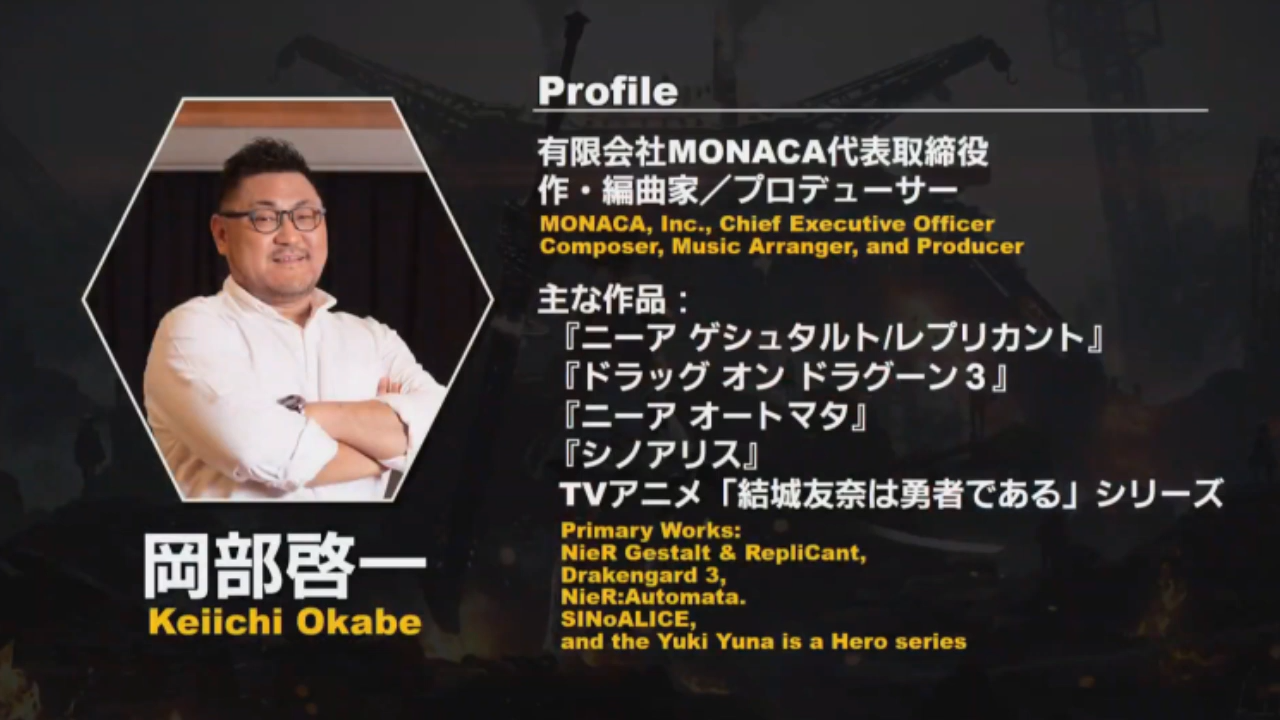 Profile
有限会社MONACA代表取締役
作・編曲家／プロデューサー
MONACA, Inc., Chief Executive Officer
Composer, Music Arranger, and Producer
主な作品：
『ニーア ゲシュタルト/レプリカント』
『ドラッグ オン ドラグーン３』
『ニーア オートマタ』
『シノアリス』
TVアニメ「結城友奈は勇者である」シリーズ
Primary Works:
NieR Gestalt & RepliCant,
Drakengard 3,
NieR:Automata.
SINoALICE,
and the Yuki Yuna is a Hero series
岡部啓一
Keiichi Okabe